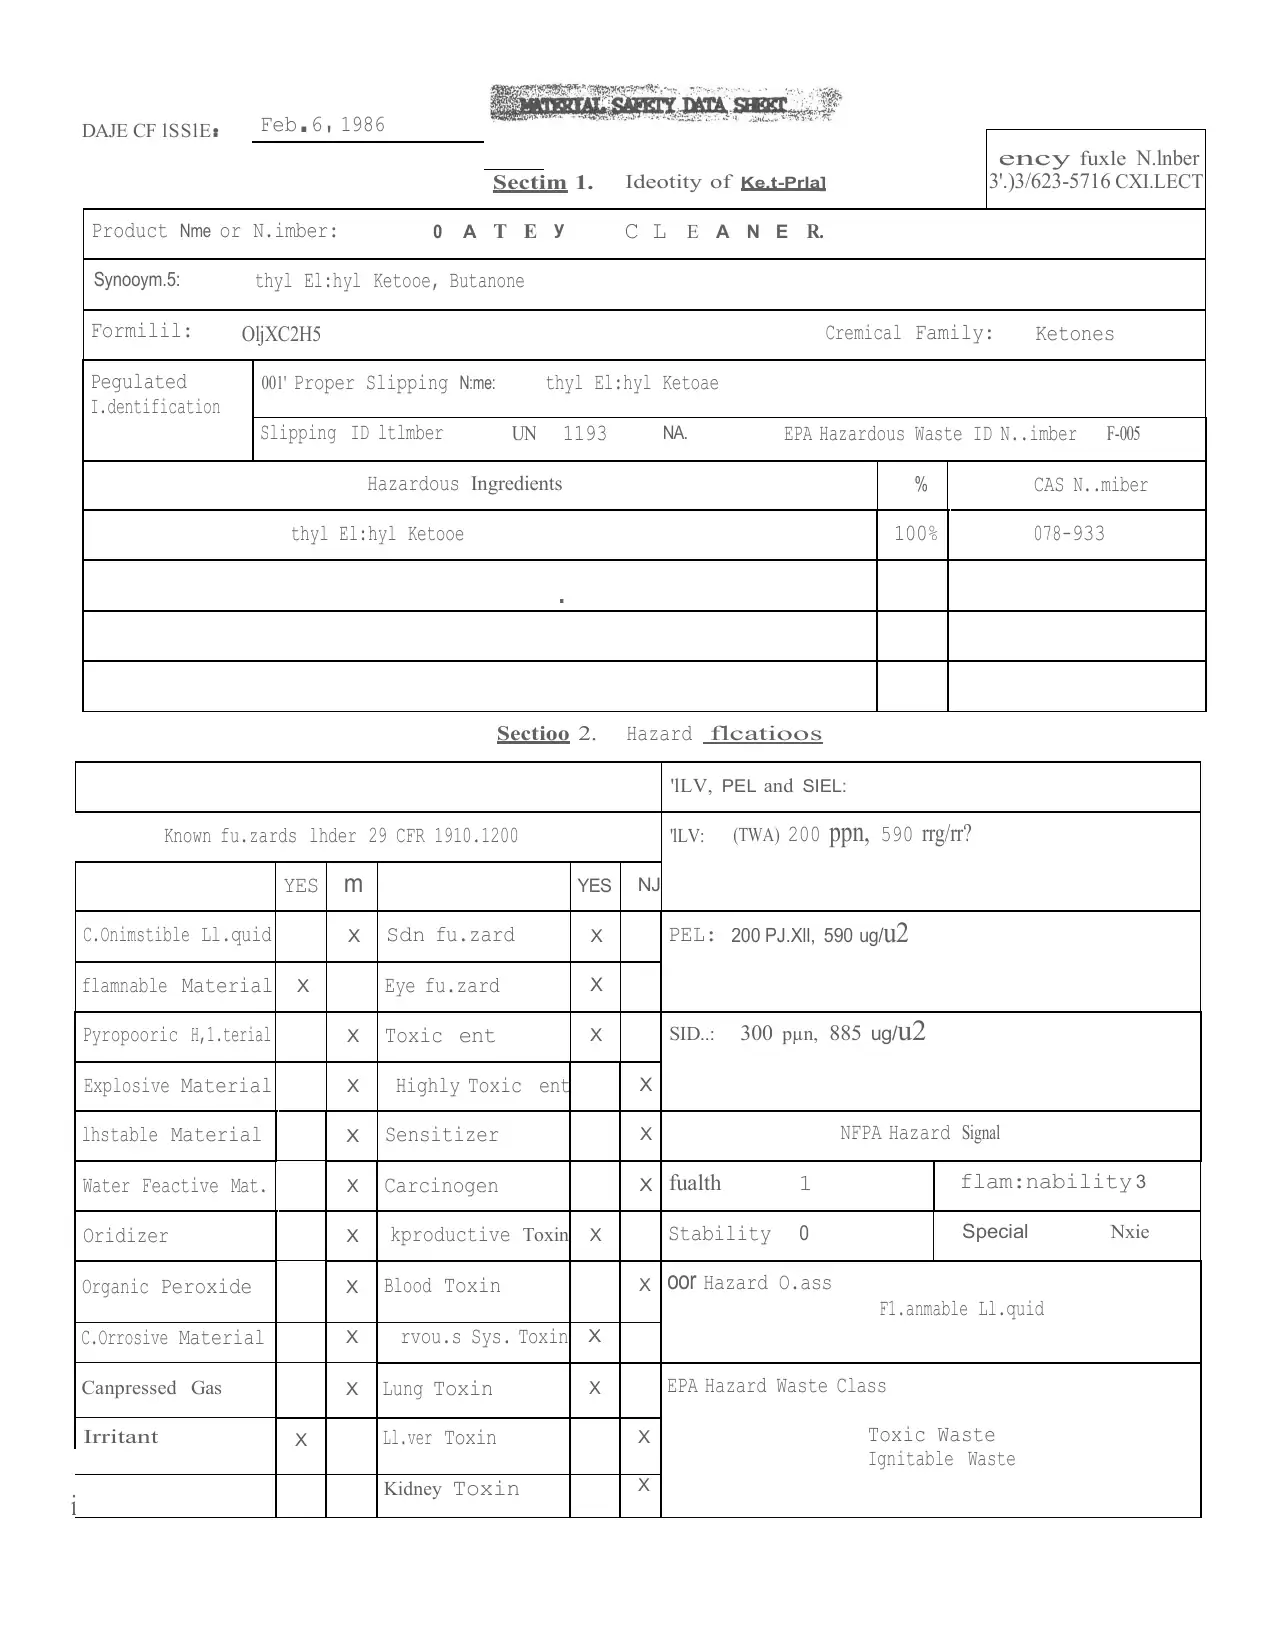 MATERIAL SAFETY DATA SHEET
DAJE CF lSSlE: Feb.6, 1986
ency fuxle N.lnber
3'.)3/623-5716 CXI.LECT
Sectim 1. Ideotity of Ke.t-Prla]
Product Nme or N.imber: 0 A T E y C L E A N E R.
Synooym.5: thyl El:hyl Ketooe, Butanone
Formilil: OljXC2H5 Cremical Family: Ketones
Pegulated 001' Proper Slipping N:me: thyl El:hyl Ketoae
I.dentification
Slipping ID ltlmber UN 1193 NA. EPA Hazardous Waste ID N..imber F-005
Hazardous Ingredients % CAS N..miber
thyl El:hyl Ketooe 100% 078-933
.
Sectioo 2. Hazard flcatioos
'lLV, PEL and SIEL:
Known fu.zards lhder 29 CFR 1910.1200 'lLV: (TWA) 200 ppn, 590 rrg/rr?
YES m YES NJ
C.Onimstible Ll.quid X Sdn fu.zard X PEL: 200 PJ.Xll, 590 ug/u2
flamnable Material X Eye fu.zard X
Pyropooric H,1.terial X Toxic ent X SID..: 300 pµn, 885 ug/u2
Explosive Material X Highly Toxic ent X
lhstable Material X Sensitizer X NFPA Hazard Signal
Water Feactive Mat. X Carcinogen X fualth 1 flam:nability 3
Oridizer X kproductive Toxin X Stability 0 Special Nxie
Organic Peroxide X Blood Toxin X oor Hazard O.ass
F1.anmable Ll.quid
C.Orrosive Material X rvou.s Sys. Toxin X
Canpressed Gas X Lung Toxin X EPA Hazard Waste Class
Irritant X Ll.ver Toxin X Toxic Waste
Ignitable Waste
Kidney Toxin X
i